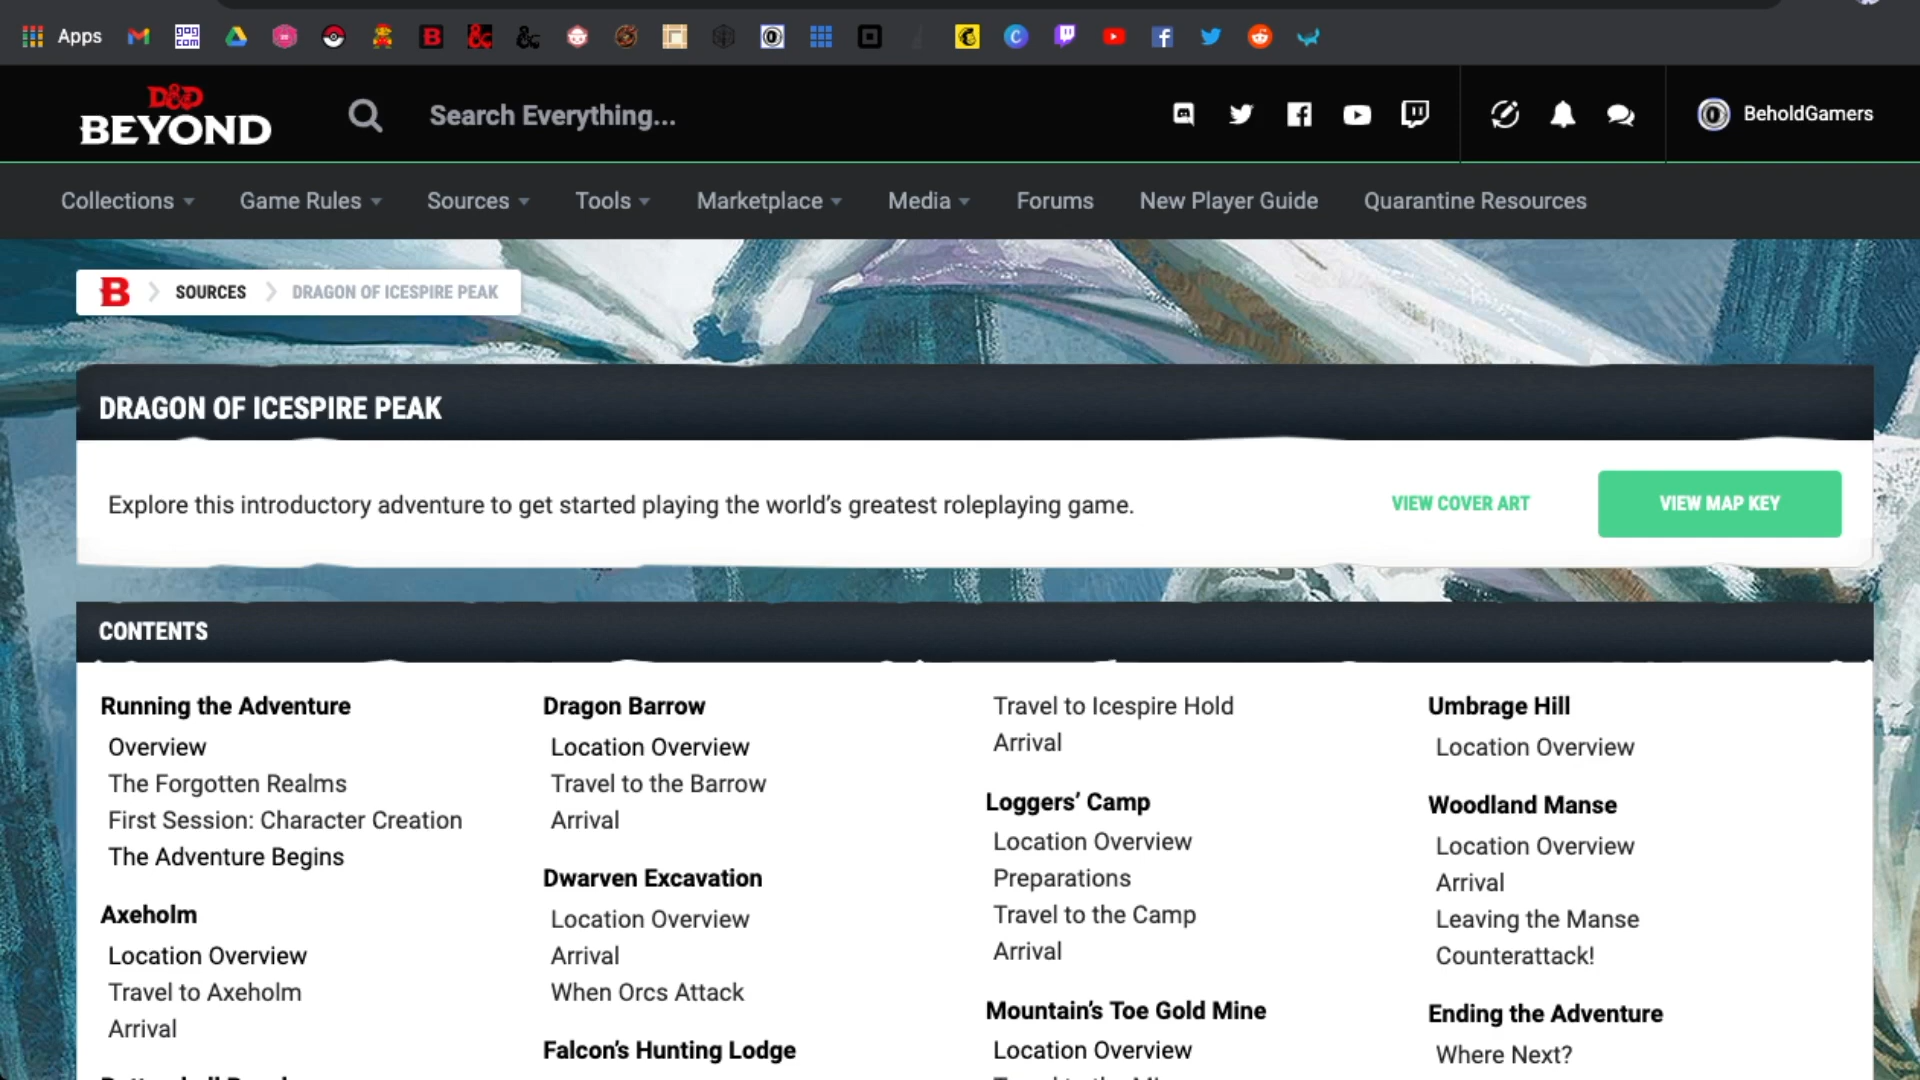 Apps
D&D
BEYOND
Search Everything...
BeholdGamers
Collections
Game Rules
Sources
Tools
Marketplace
Media
Forums
New Player Guide
Quarantine Resources
B
SOURCES
DRAGON OF ICESPIRE PEAK
DRAGON OF ICESPIRE PEAK
Explore this introductory adventure to get started playing the world’s greatest roleplaying game.
VIEW COVER ART
VIEW MAP KEY
CONTENTS
Running the Adventure
Overview
The Forgotten Realms
First Session: Character Creation
The Adventure Begins
Axeholm
Location Overview
Travel to Axeholm
Arrival
Dragon Barrow
Location Overview
Travel to the Barrow
Arrival
Dwarven Excavation
Location Overview
Arrival
When Orcs Attack
Falcon’s Hunting Lodge
Travel to Icespire Hold
Arrival
Loggers’ Camp
Location Overview
Preparations
Travel to the Camp
Arrival
Mountain’s Toe Gold Mine
Location Overview
Umbrage Hill
Location Overview
Woodland Manse
Location Overview
Arrival
Leaving the Manse
Counterattack!
Ending the Adventure
Where Next?